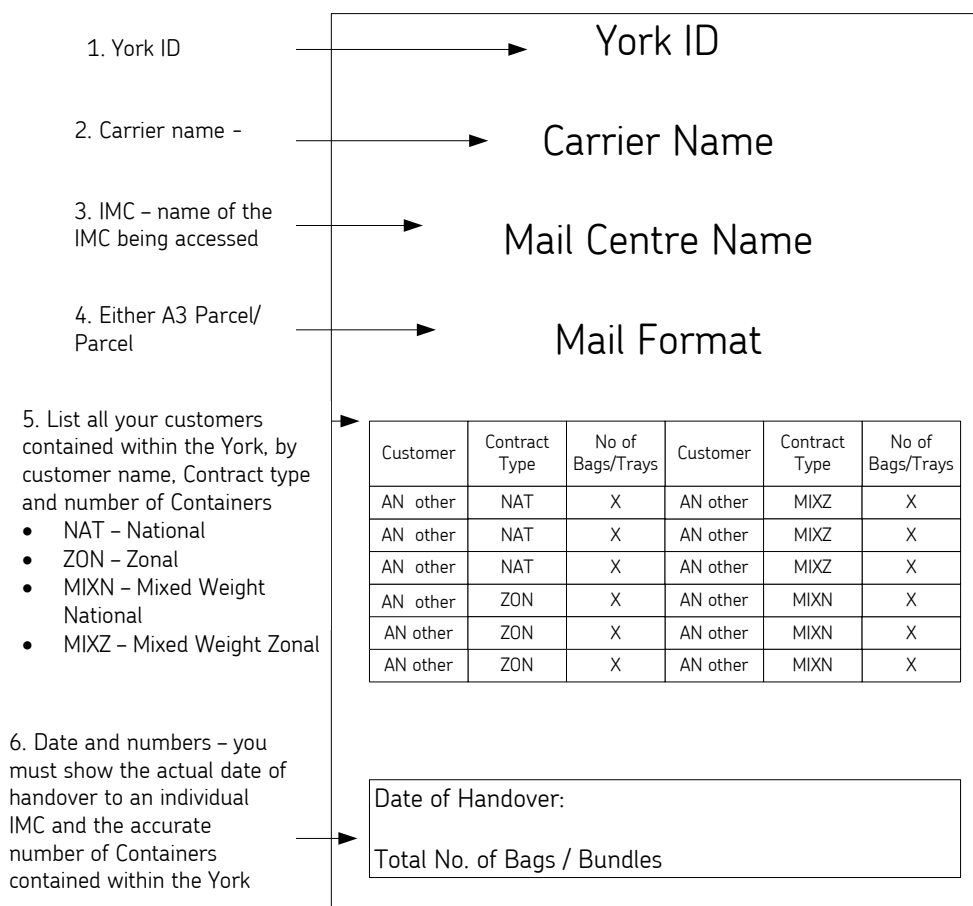 1. York ID
York ID
2. Carrier name -
Carrier Name
3. IMC – name of the
IMC being accessed
Mail Centre Name
4. Either A3 Parcel/
Parcel
Mail Format
5. List all your customers
contained within the York, by
customer name, Contract type
and number of Containers
• NAT – National
• ZON – Zonal
• MIXN – Mixed Weight
National
• MIXZ – Mixed Weight Zonal
Customer Contract Type No of Bags/Trays Customer Contract Type No of Bags/Trays
AN other NAT X AN other MIXZ X
AN other NAT X AN other MIXZ X
AN other NAT X AN other MIXZ X
AN other ZON X AN other MIXN X
AN other ZON X AN other MIXN X
AN other ZON X AN other MIXN X
6. Date and numbers – you
must show the actual date of
handover to an individual
IMC and the accurate
number of Containers
contained within the York
Date of Handover:
Total No. of Bags / Bundles